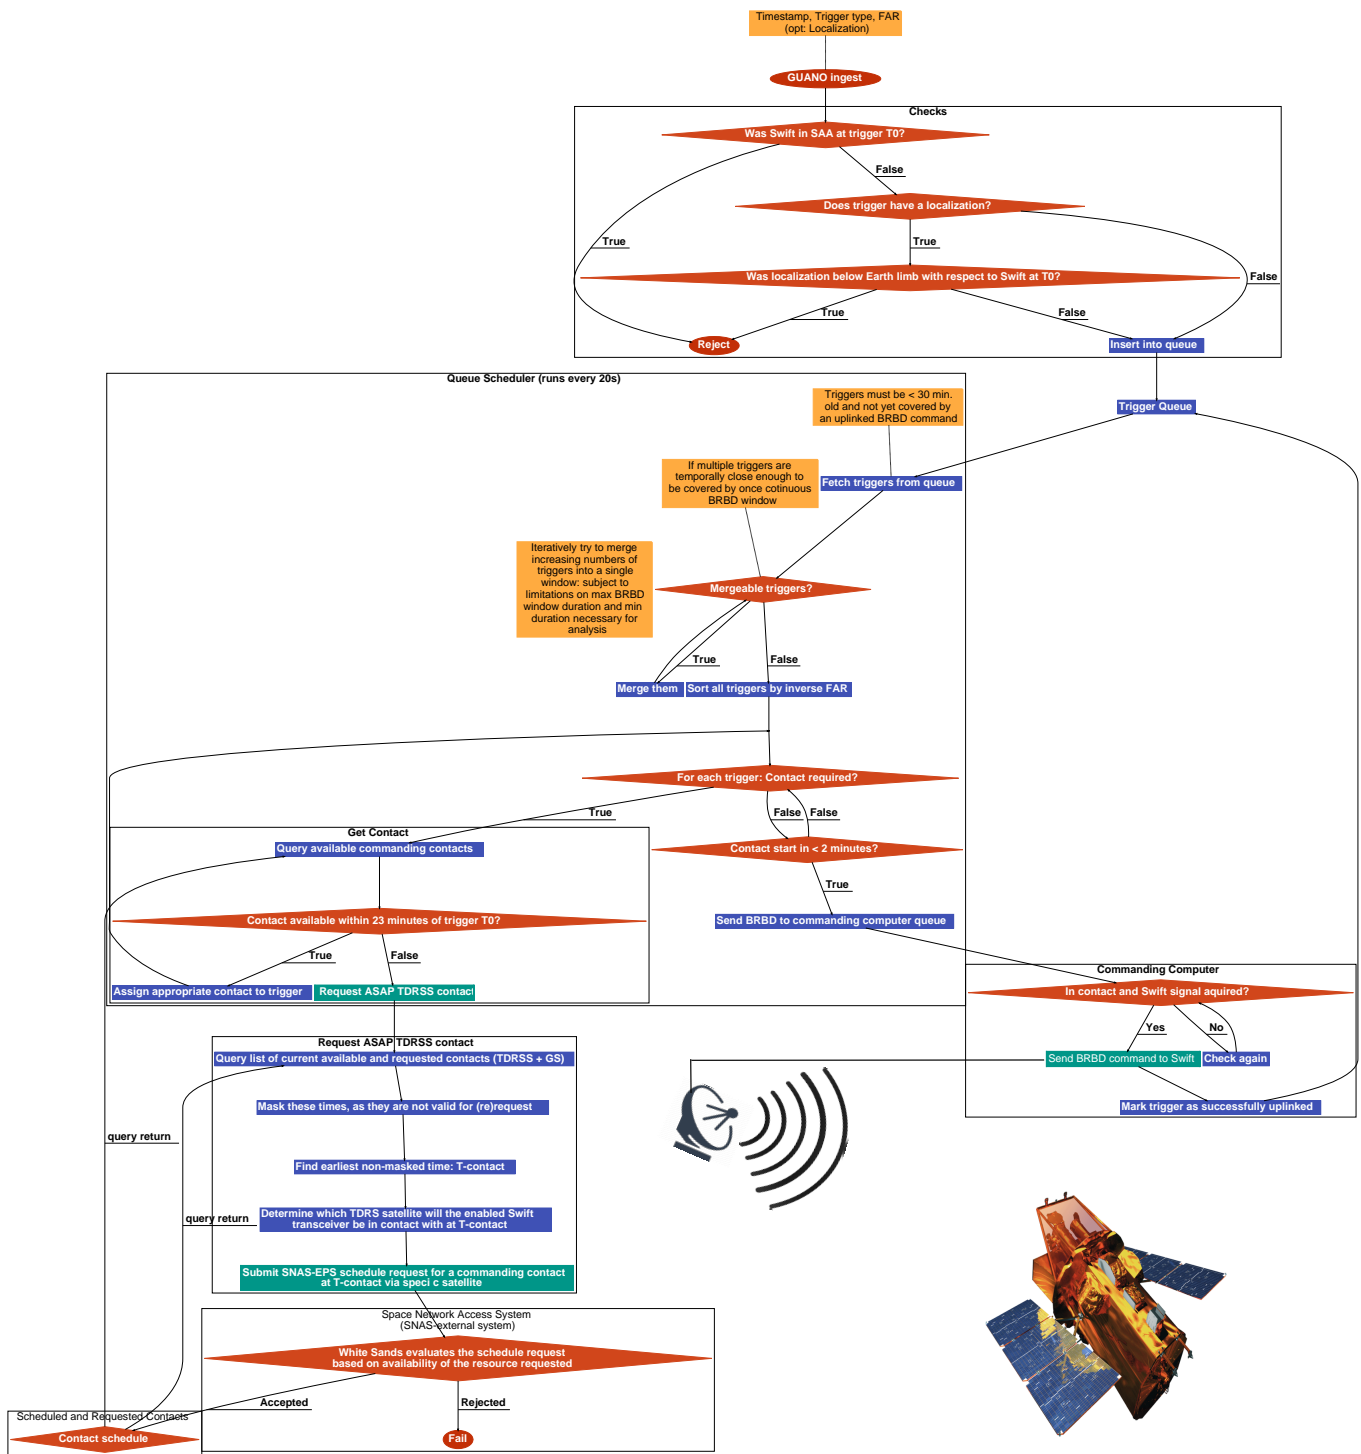 Timestamp, Trigger type, FAR
(opt: Localization)
GUANO ingest
Checks
Was Swift in SAA at trigger T0?
False
Does trigger have a localization?
True
True
Was localization below Earth limb with respect to Swift at T0?
False
True
False
Reject
Insert into queue
Queue Scheduler (runs every 20s)
Triggers must be < 30 min.
old and not yet covered by
an uplinked BRBD command
Trigger Queue
If multiple triggers are
temporally close enough to
be covered by once cotinuous
BRBD window
Fetch triggers from queue
Iteratively try to merge
increasing numbers of
triggers into a single
window: subject to
limitations on max BRBD
window duration and min
duration necessary for
analysis
Mergeable triggers?
True
False
Merge them
Sort all triggers by inverse FAR
For each trigger: Contact required?
True
False
False
Get Contact
Query available commanding contacts
Contact start in < 2 minutes?
True
Contact available within 23 minutes of trigger T0?
Send BRBD to commanding computer queue
True
False
Assign appropriate contact to trigger
Request ASAP TDRSS contact
Commanding Computer
In contact and Swift signal aquired?
Yes
No
Send BRBD command to Swift
Check again
Mark trigger as successfully uplinked
Request ASAP TDRSS contact
Query list of current available and requested contacts (TDRSS + GS)
Mask these times, as they are not valid for (re)request
query return
Find earliest non-masked time: T-contact
query return
Determine which TDRS satellite will the enabled Swift
transceiver be in contact with at T-contact
Submit SNAS-EPS schedule request for a commanding contact
at T-contact via speci c satellite
Space Network Access System
(SNAS-external system)
White Sands evaluates the schedule request
based on availability of the resource requested
Accepted
Rejected
Scheduled and Requested Contacts
Contact schedule
Fail